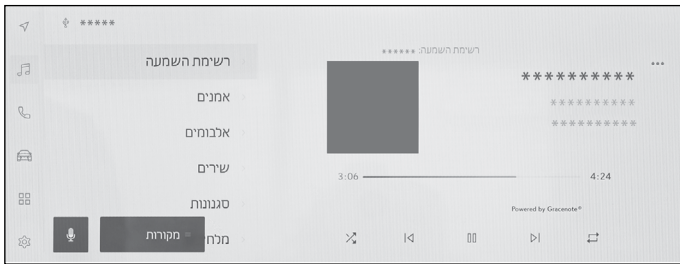 *****
רשימת השמעה
אמנים
אלבומים
שירים
סגנונות
מקורות
רשימת השמעה: ******
**********
**********
**********
3:06
4:24
Powered by Gracenote®